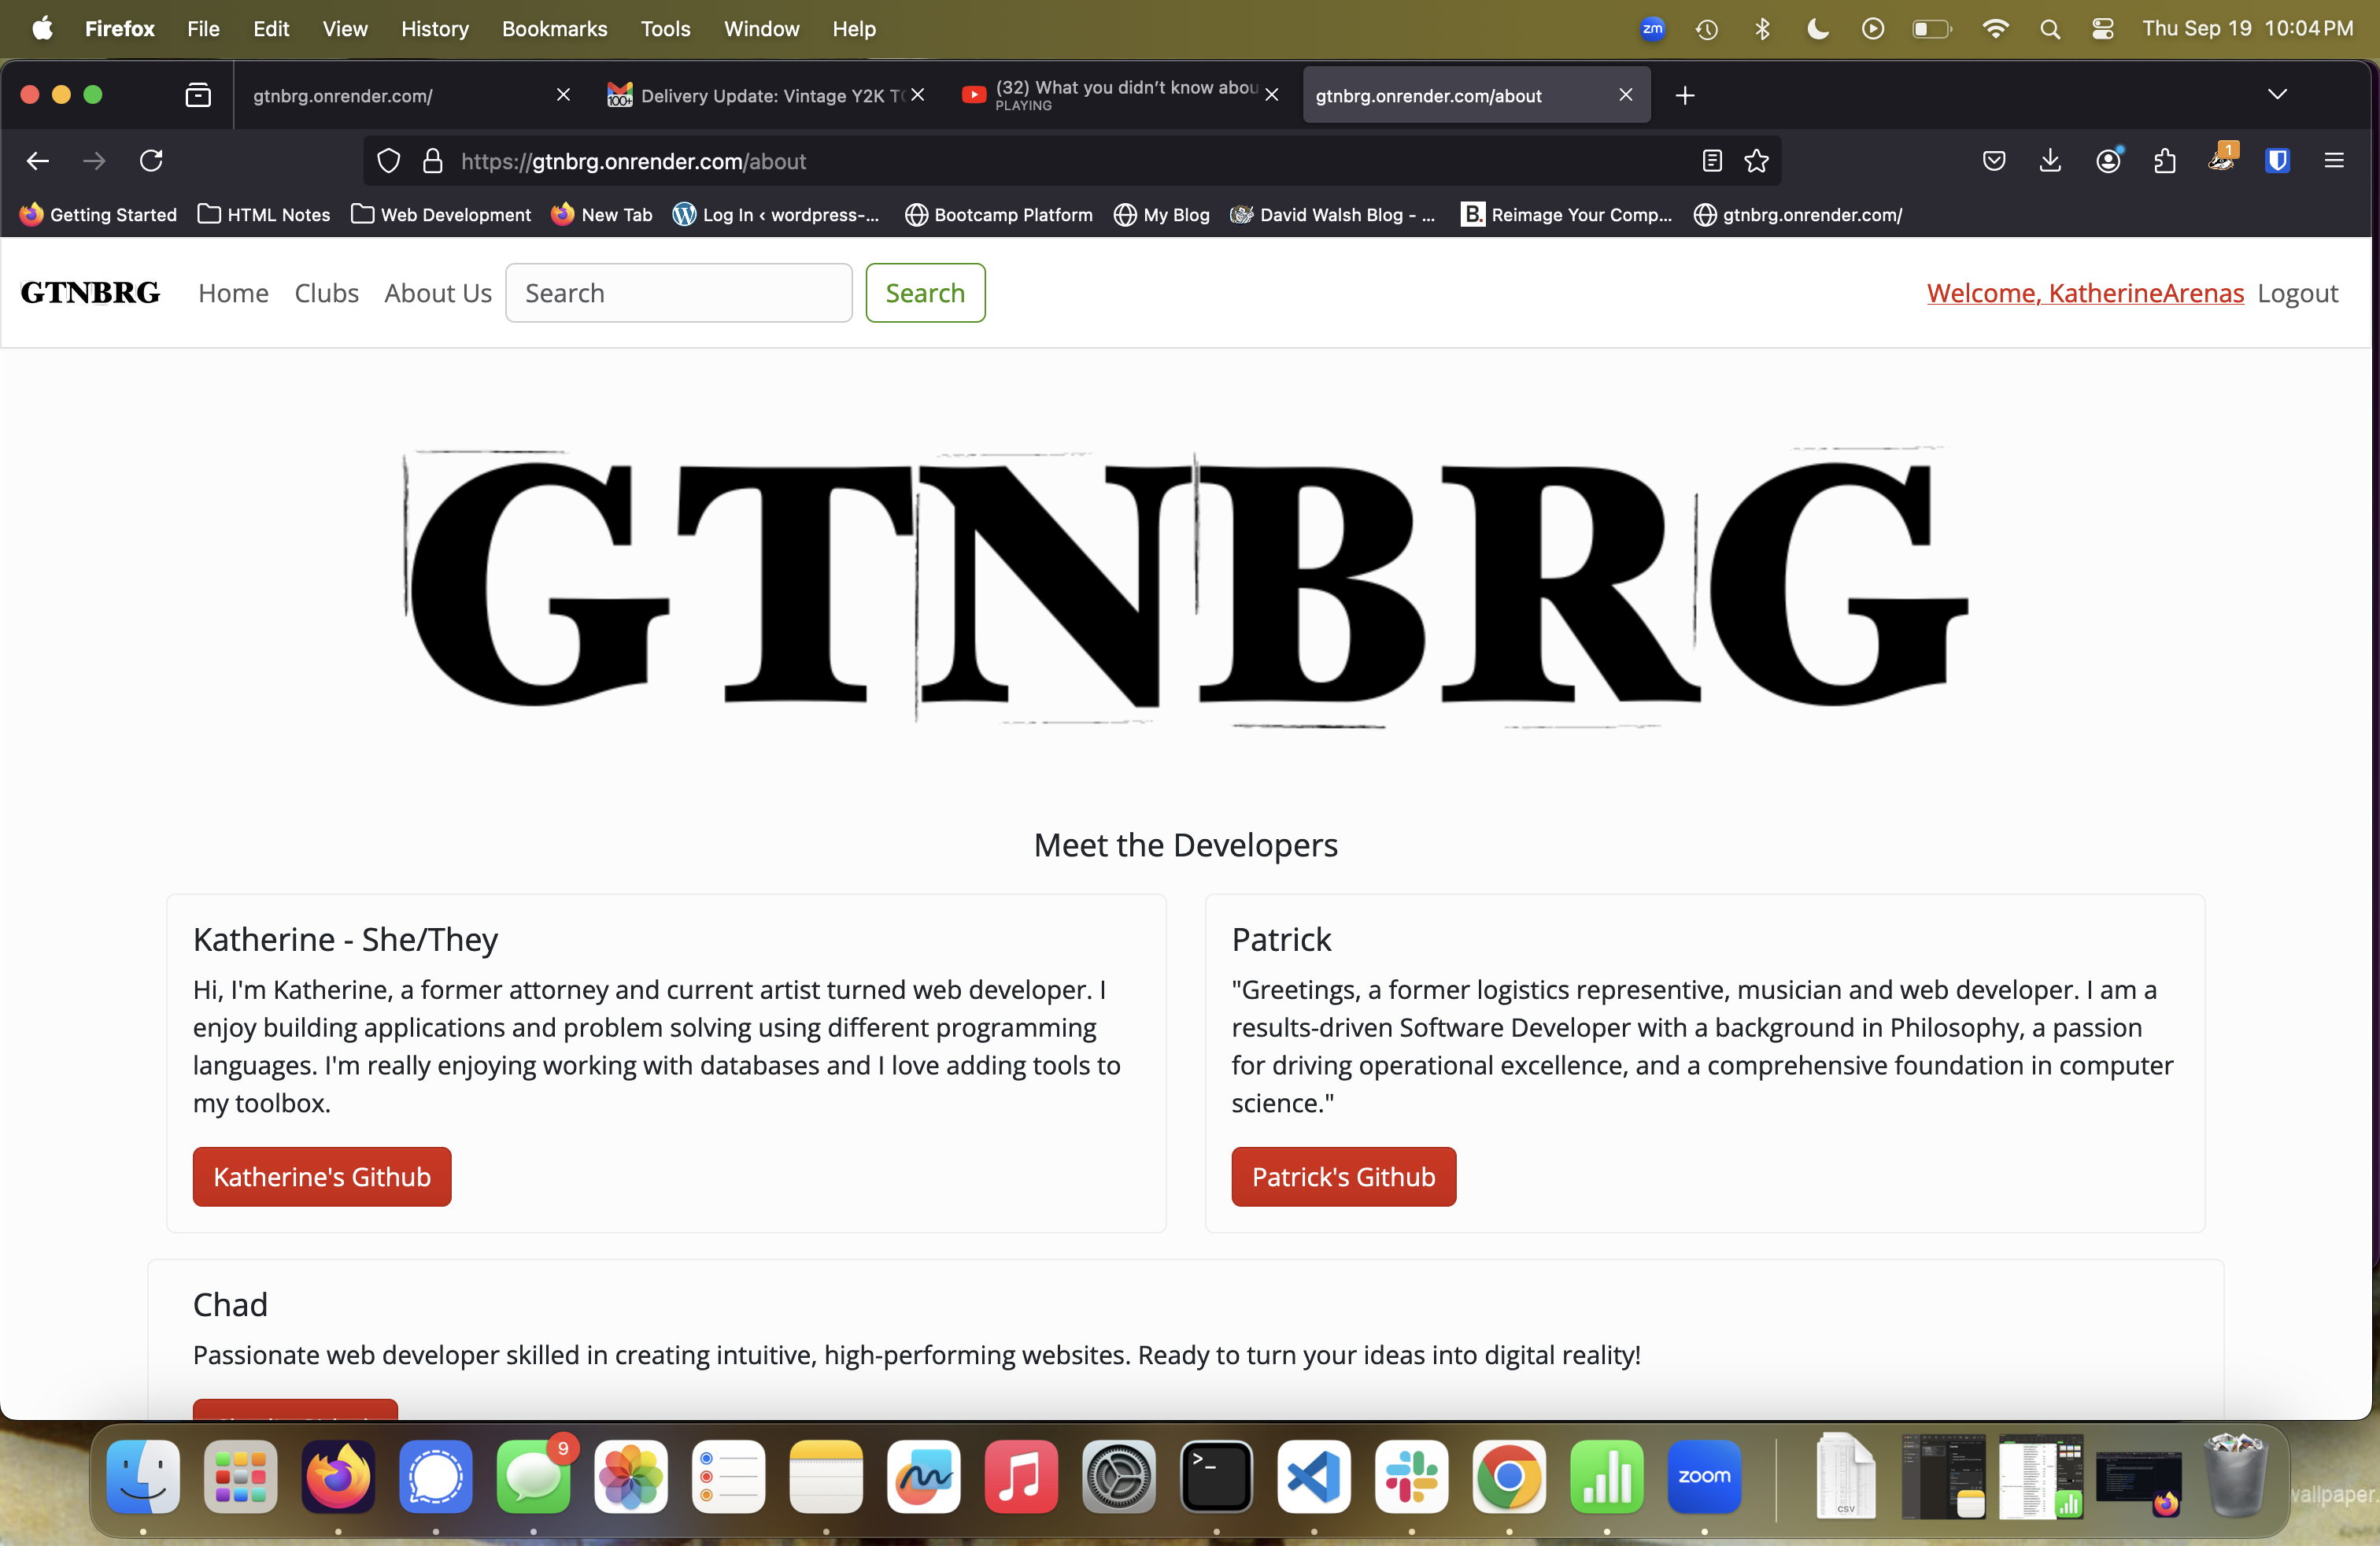 Firefox File Edit View History Bookmarks Tools Window Help
zm
Thu Sep 19 10:04 PM
gtnbrg.onrender.com/
100+
Delivery Update: Vintage Y2K
(32) What you didn't know abou
PLAYING
gtnbrg.onrender.com/about
https://gtnbrg.onrender.com/about
1
Getting Started
HTML Notes
Web Development
New Tab
Log In ‹ wordpress-...
Bootcamp Platform
My Blog
David Walsh Blog - ...
B. Reimage Your Comp...
gtnbrg.onrender.com/
GTNBRG Home Clubs About Us Search Search
Welcome, KatherineArenas Logout
GTNBRG
Meet the Developers
Katherine - She/They
Hi, I'm Katherine, a former attorney and current artist turned web developer. I
enjoy building applications and problem solving using different programming
languages. I'm really enjoying working with databases and I love adding tools to
my toolbox.
Katherine's Github
Patrick
"Greetings, a former logistics representive, musician and web developer. I am a
results-driven Software Developer with a background in Philosophy, a passion
for driving operational excellence, and a comprehensive foundation in computer
science."
Patrick's Github
Chad
Passionate web developer skilled in creating intuitive, high-performing websites. Ready to turn your ideas into digital reality!
9
zoom
CSV
wallpaper.